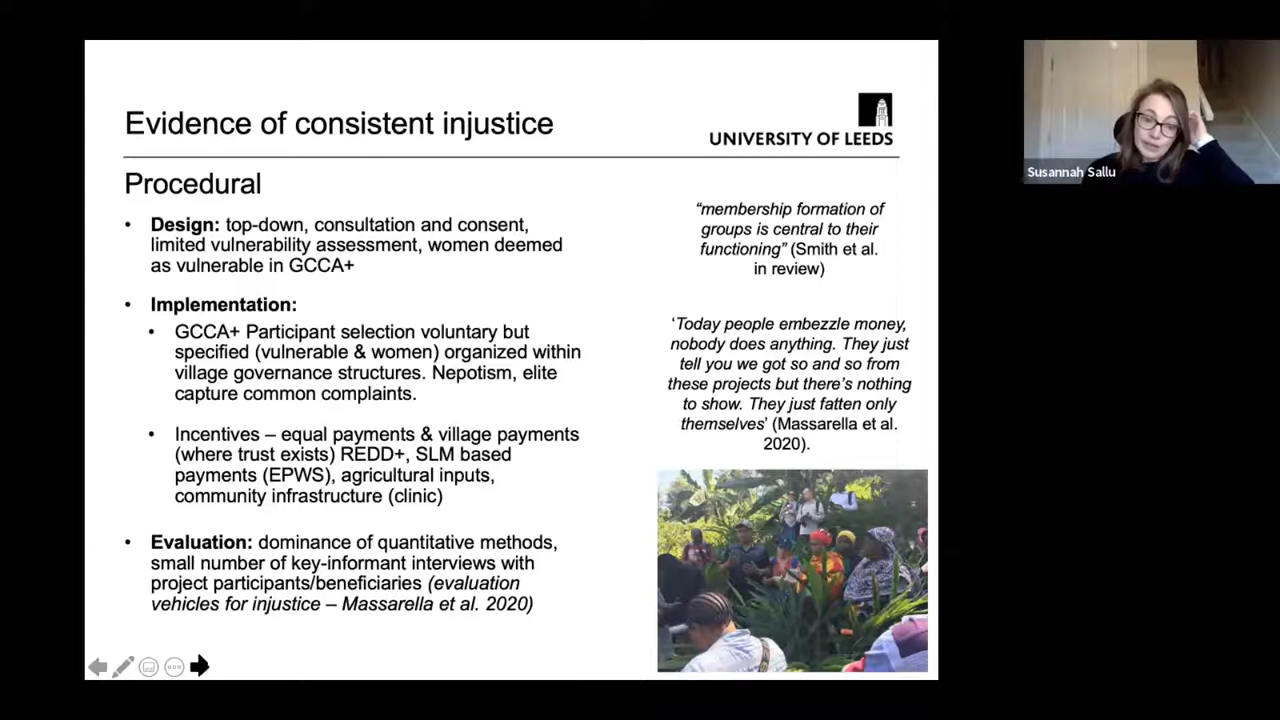 Evidence of consistent injustice
UNIVERSITY OF LEEDS
Procedural
• Design: top-down, consultation and consent,
limited vulnerability assessment, women deemed
as vulnerable in GCCA+
• Implementation:
• GCCA+ Participant selection voluntary but
specified (vulnerable & women) organized within
village governance structures. Nepotism, elite
capture common complaints.
• Incentives – equal payments & village payments
(where trust exists) REDD+, SLM based
payments (EPWS), agricultural inputs,
community infrastructure (clinic)
• Evaluation: dominance of quantitative methods,
small number of key-informant interviews with
project participants/beneficiaries (evaluation
vehicles for injustice – Massarella et al. 2020)
“membership formation of
groups is central to their
functioning” (Smith et al.
in review)
‘Today people embezzle money,
nobody does anything. They just
tell you we got so and so from
these projects but there’s nothing
to show. They just fatten only
themselves’ (Massarella et al.
2020).
Susannah Sallu